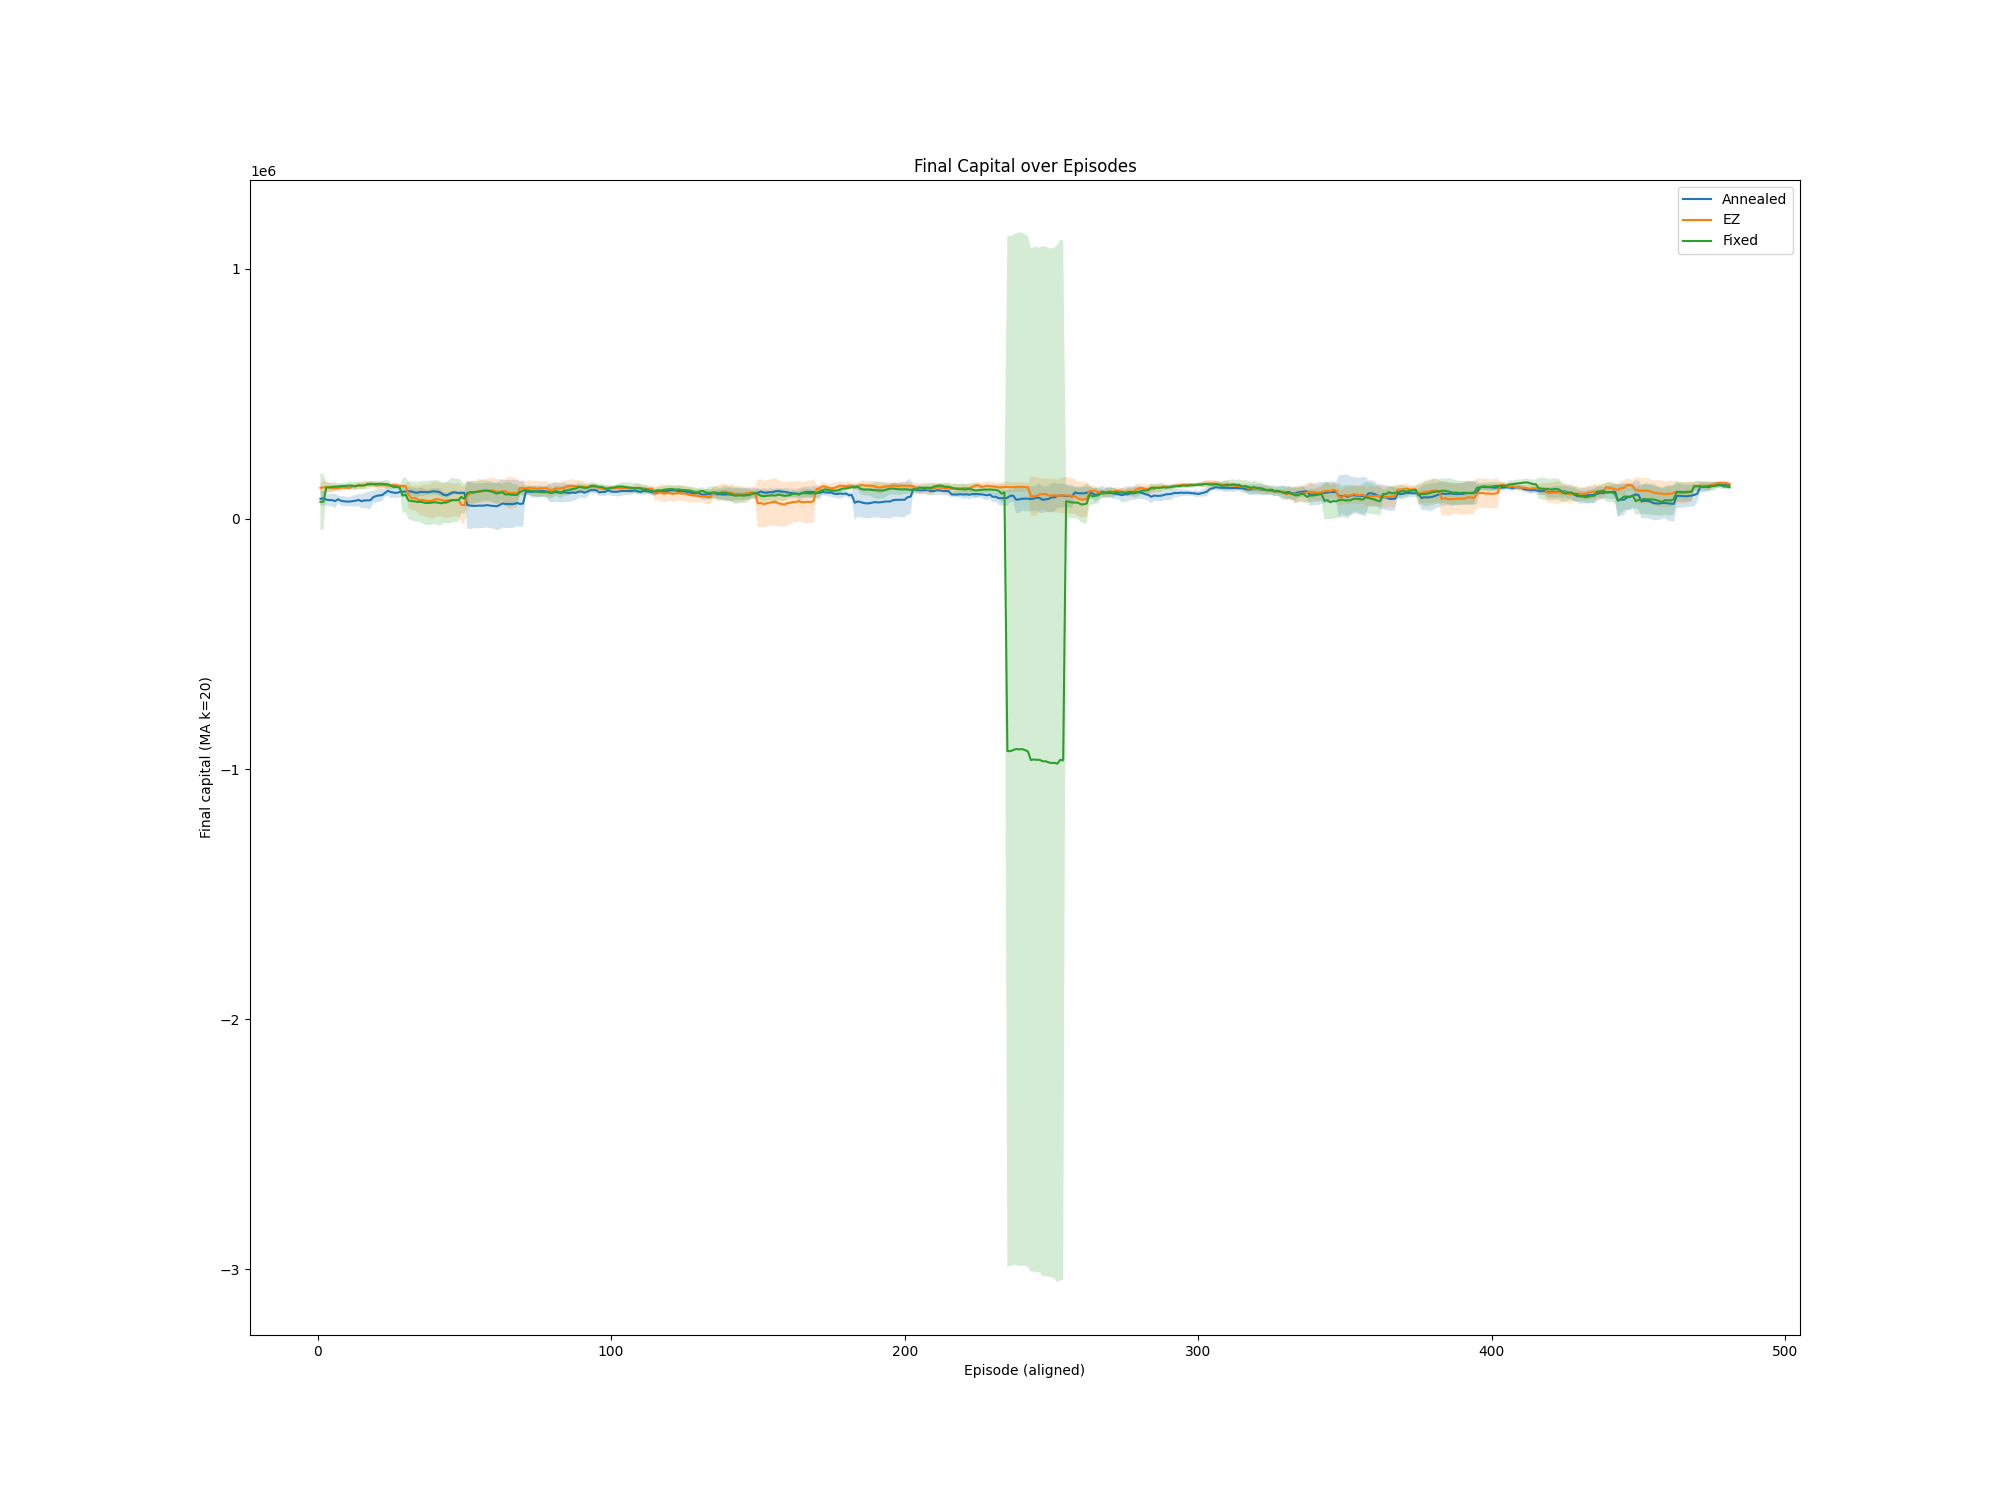 Final Capital over Episodes
1e6
Annealed
EZ
Fixed
1
0
−1
−2
−3
Final capital (MA k=20)
0 100 200 300 400 500
Episode (aligned)